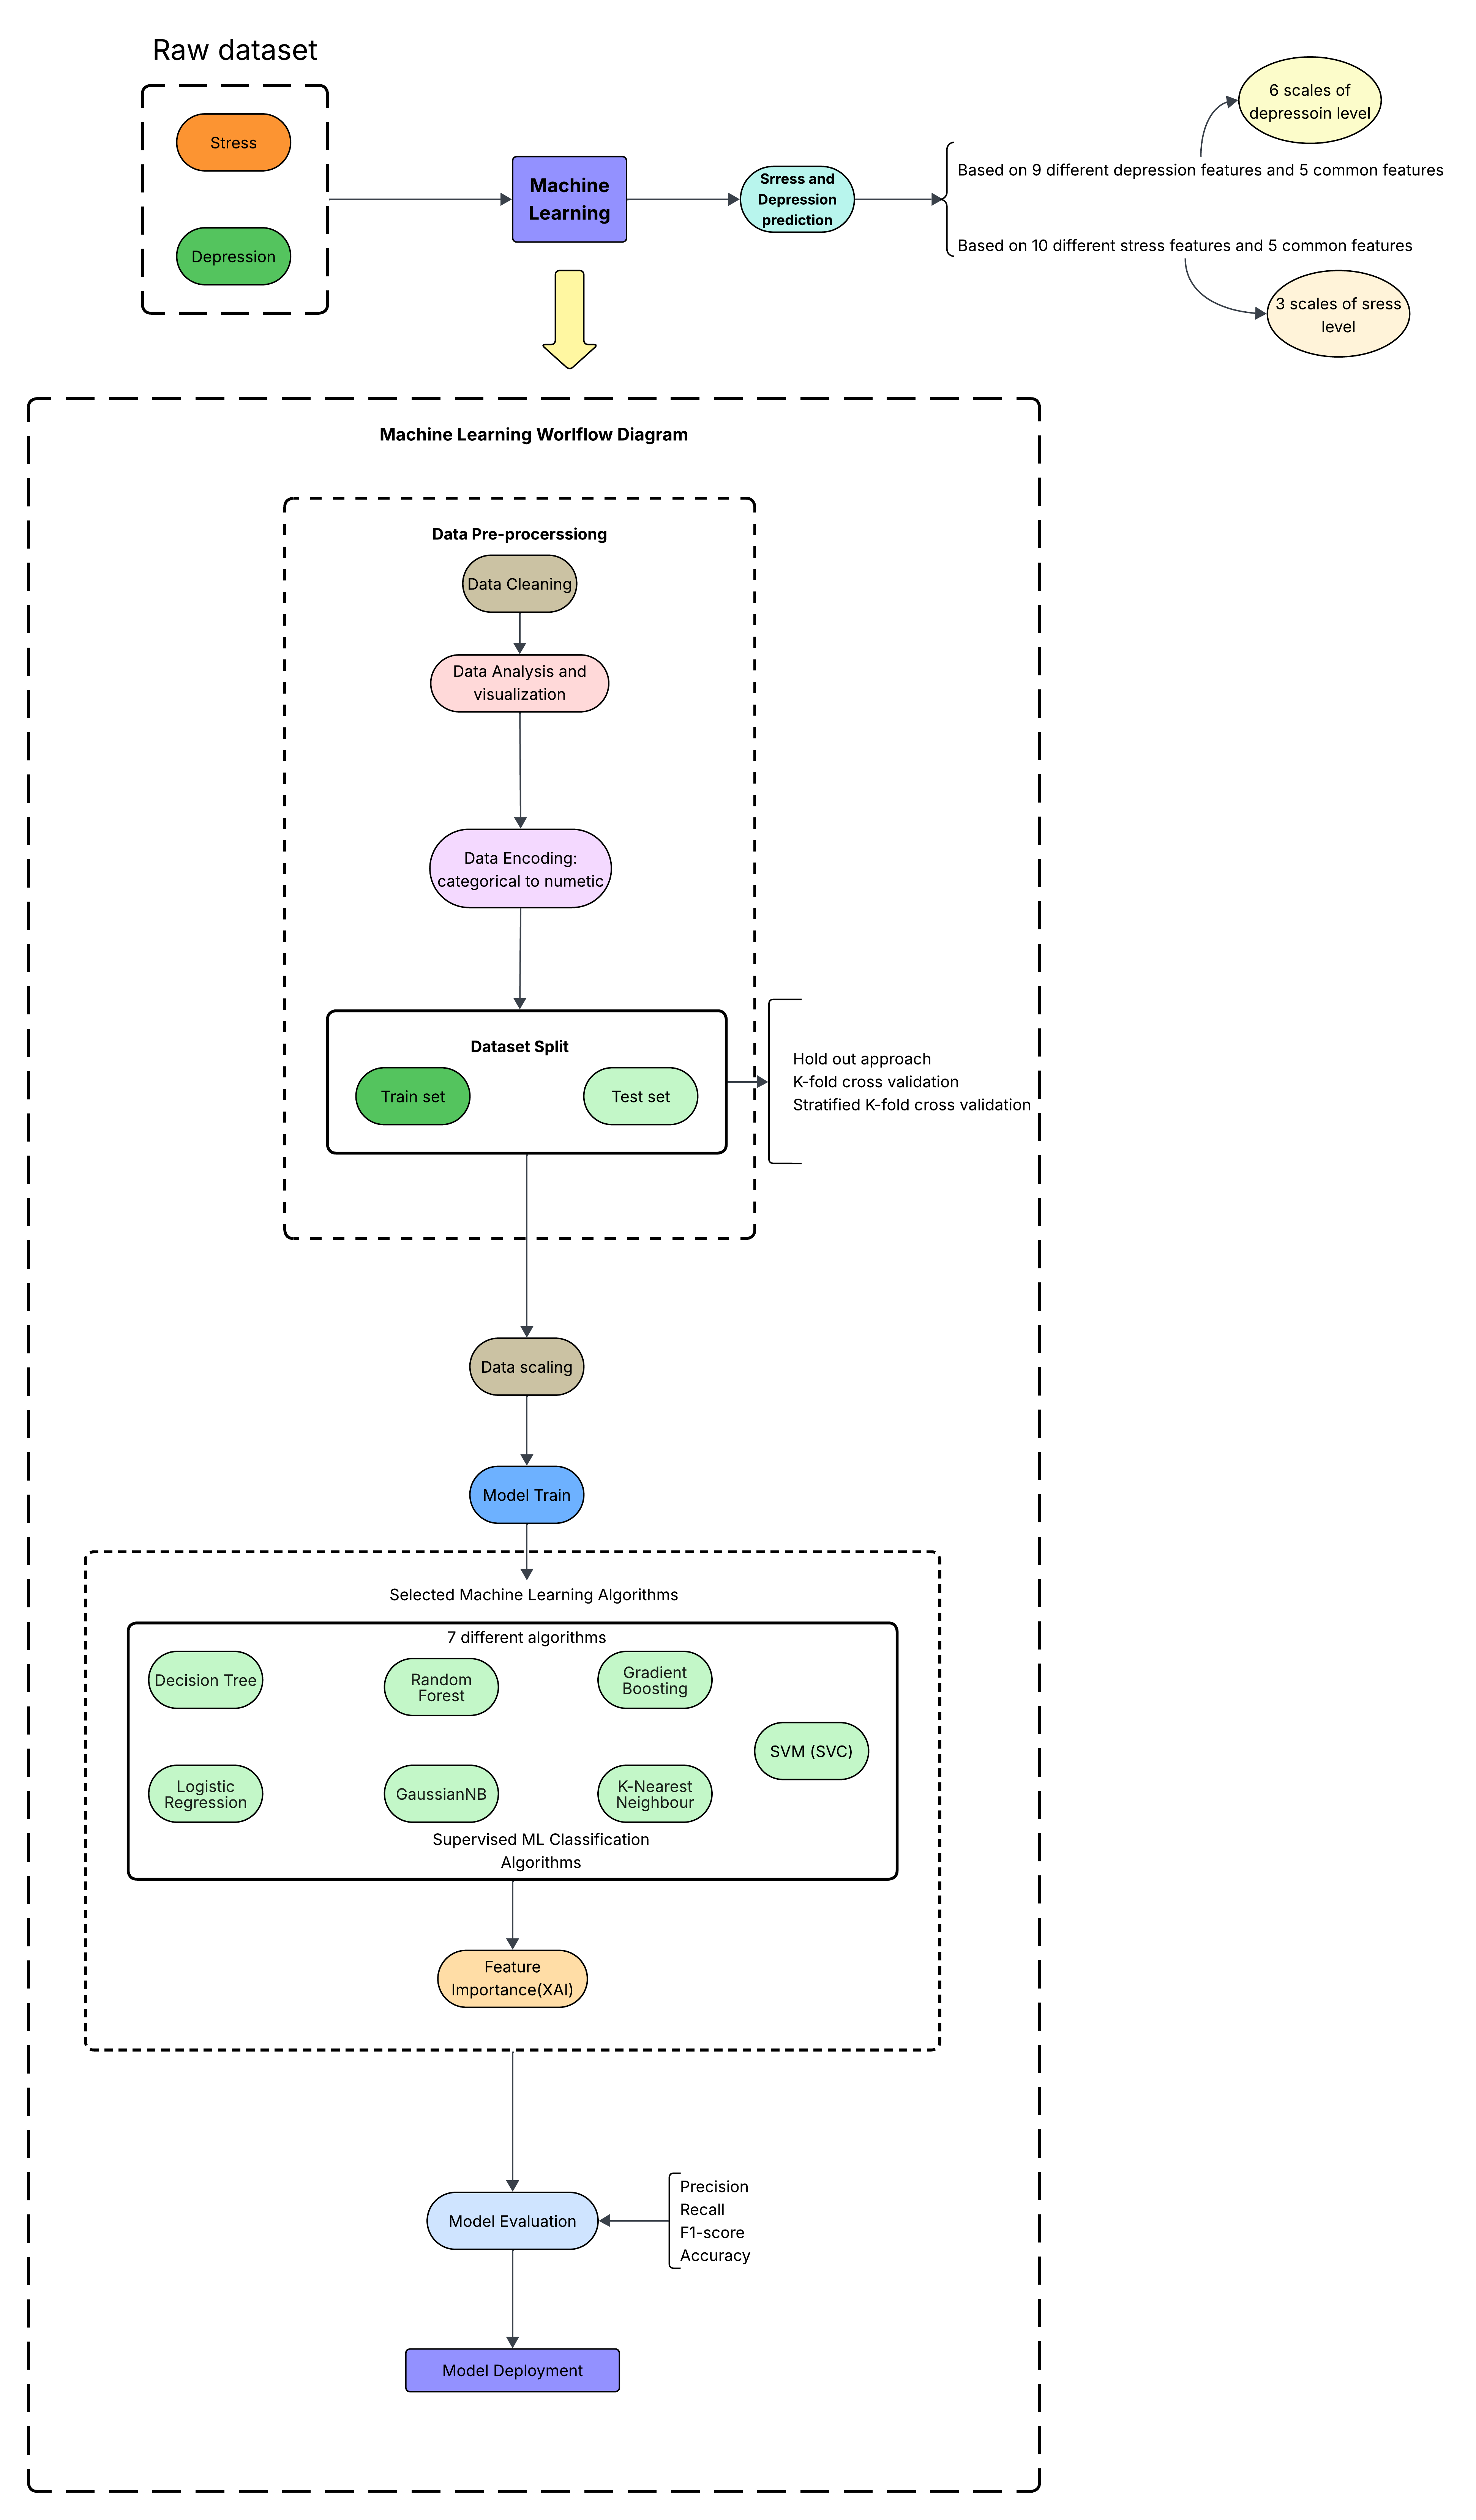 Raw dataset
Stress
Depression
Machine
Learning
Srress and
Depression
prediction
6 scales of
depressoin level
Based on 9 different depression features and 5 common features
Based on 10 different stress features and 5 common features
3 scales of sress
level
Machine Learning Worlflow Diagram
Data Pre-procerssiong
Data Cleaning
Data Analysis and
visualization
Data Encoding:
categorical to numetic
Dataset Split
Train set
Test set
Hold out approach
K-fold cross validation
Stratified K-fold cross validation
Data scaling
Model Train
Selected Machine Learning Algorithms
7 different algorithms
Decision Tree
Random
Forest
Gradient
Boosting
SVM (SVC)
Logistic
Regression
GaussianNB
K-Nearest
Neighbour
Supervised ML Classification
Algorithms
Feature
Importance(XAI)
Model Evaluation
Precision
Recall
F1-score
Accuracy
Model Deployment